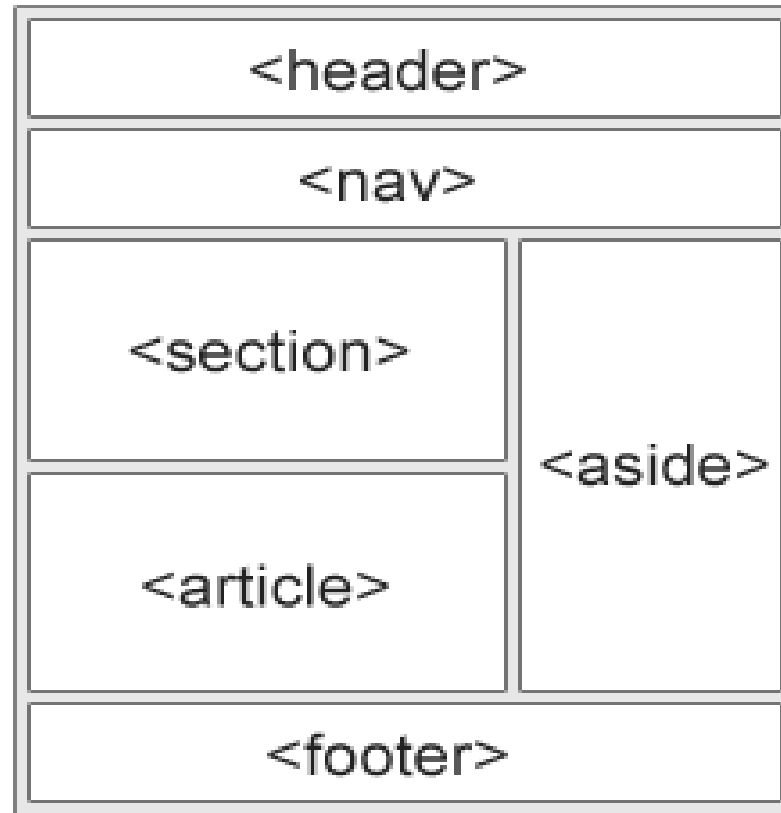 <header>
<nav>
<section>
<article>
<aside>
<footer>